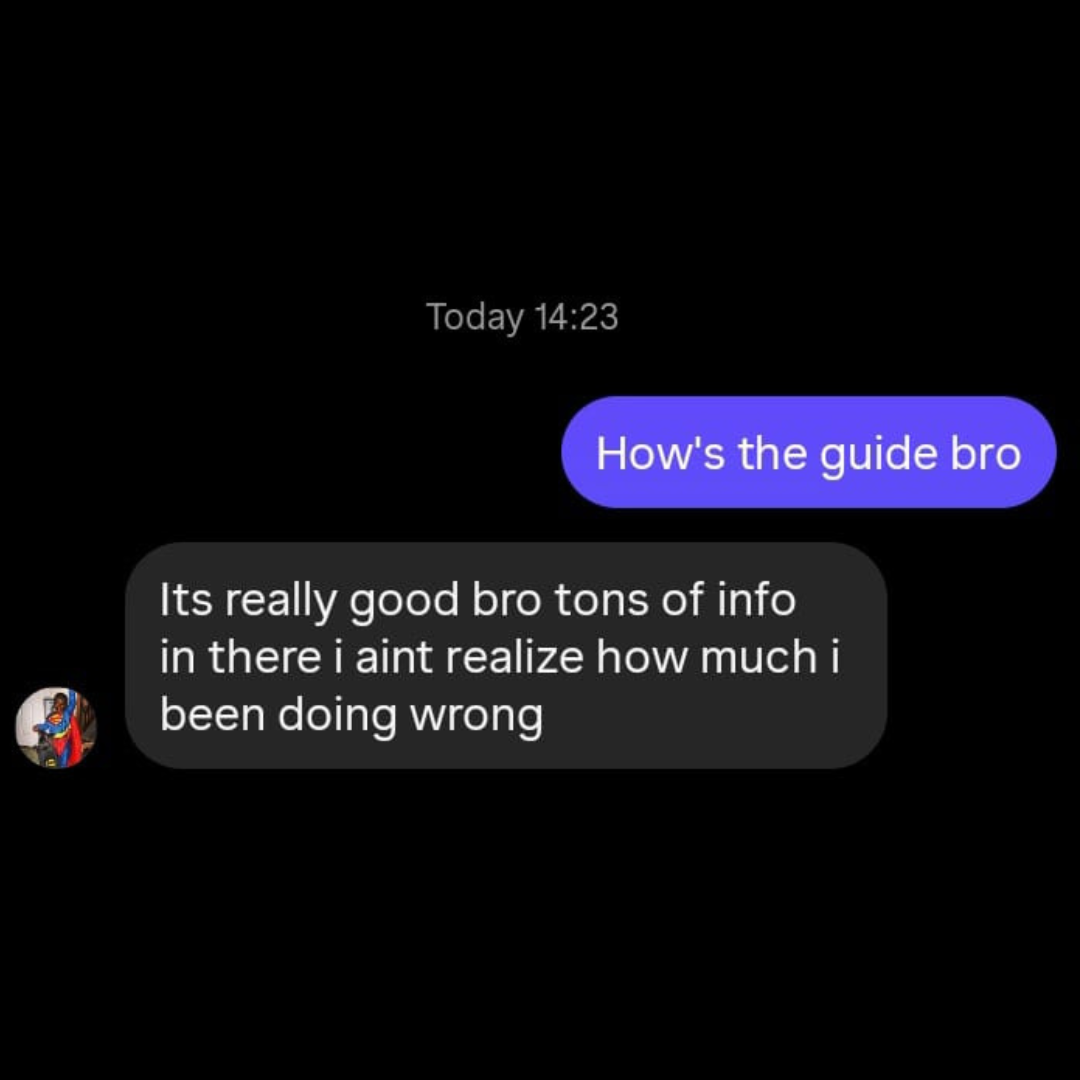 Today 14:23
How's the guide bro
Its really good bro tons of info
in there i aint realize how much i
been doing wrong